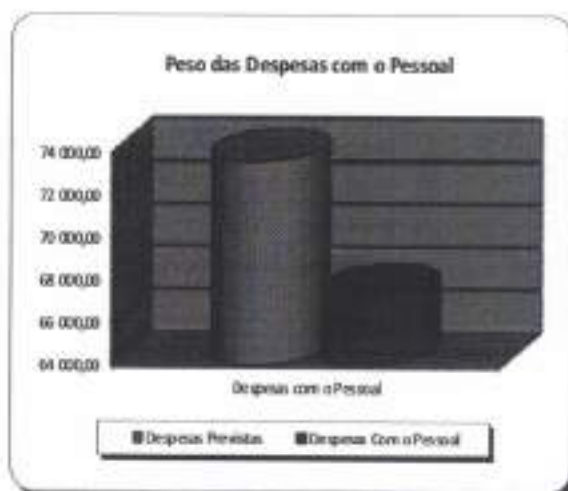 Peso das Despesas com o Pessoal
74 000,00
72 000,00
70 000,00
68 000,00
66 000,00
64 000,00
Despesas com o Pessoal
Despesas Previstas Despesas Com o Pessoal